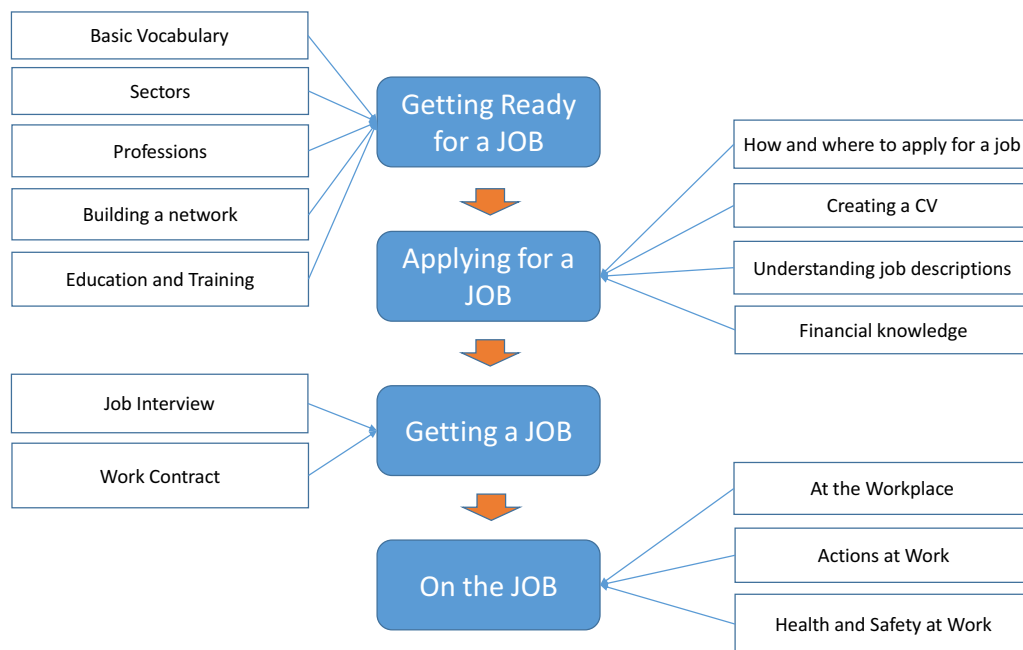 Basic Vocabulary
Sectors
Professions
Building a network
Education and Training
Getting Ready
for a JOB
How and where to apply for a job
Creating a CV
Understanding job descriptions
Financial knowledge
Applying for a
JOB
Job Interview
Work Contract
Getting a JOB
At the Workplace
Actions at Work
Health and Safety at Work
On the JOB